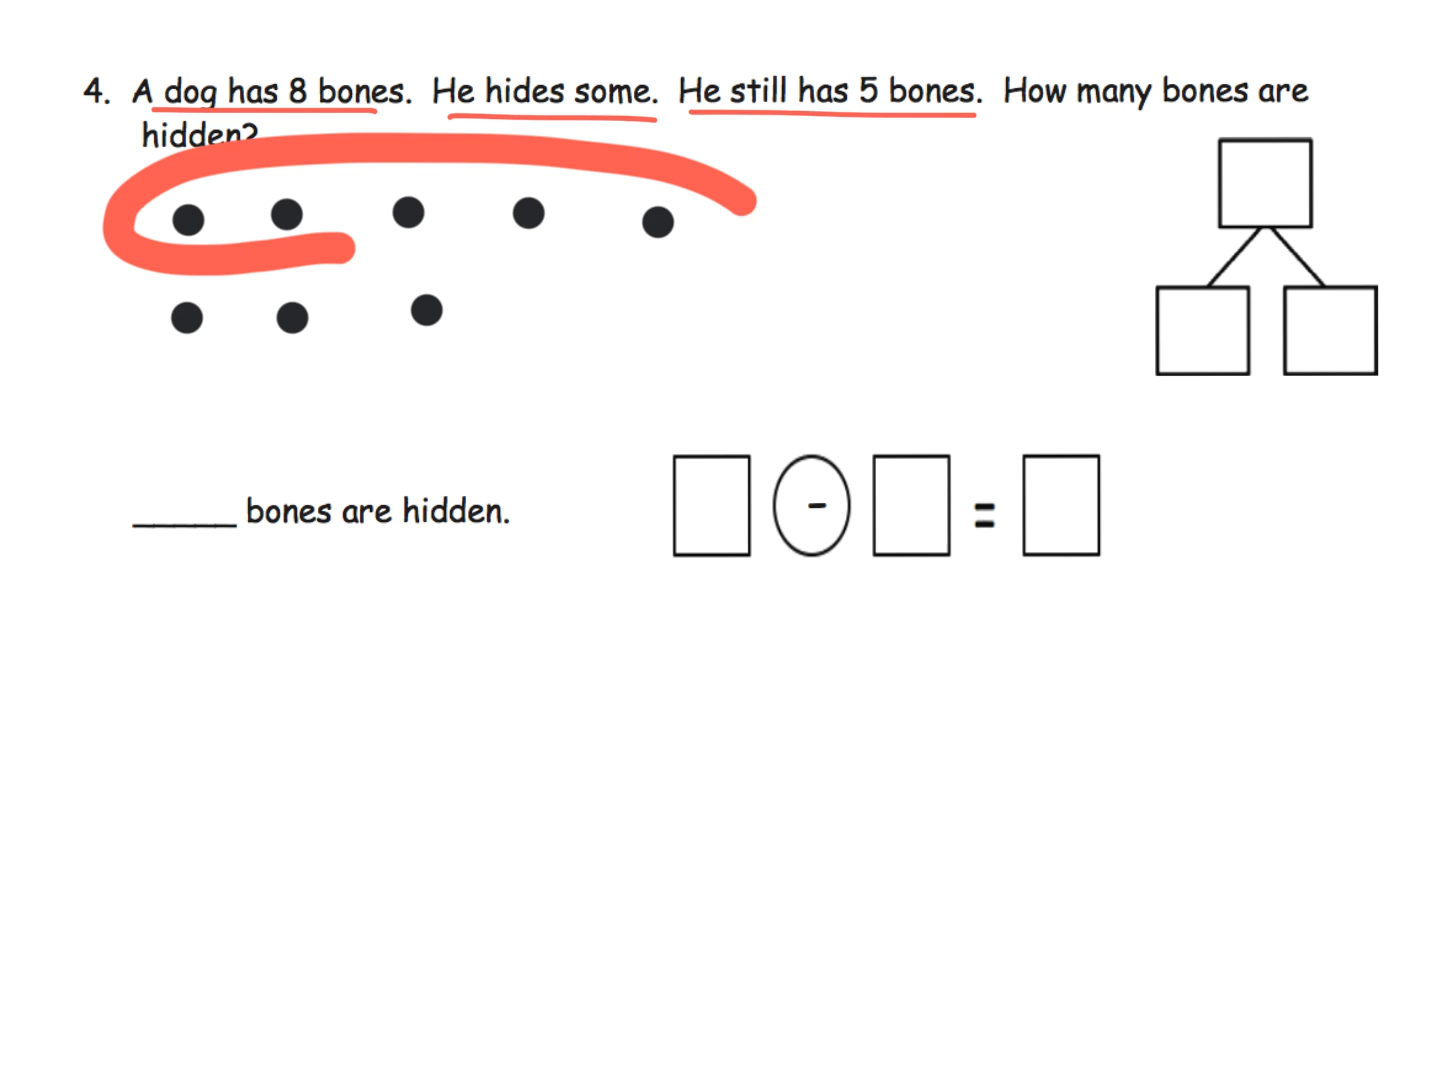 4. A dog has 8 bones. He hides some. He still has 5 bones. How many bones are
hidden?
_____ bones are hidden.
- =